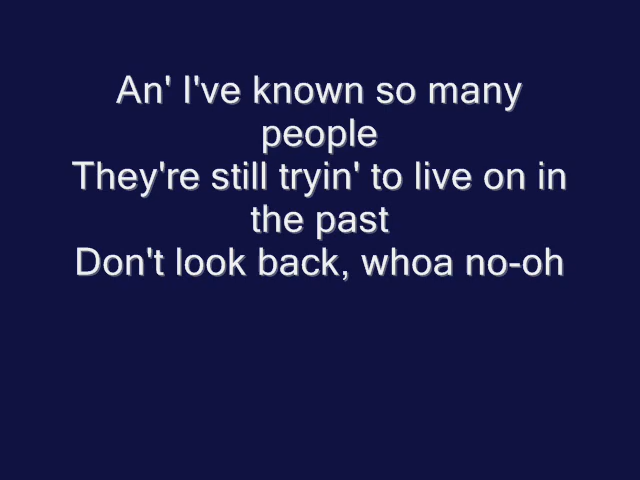 An' I've known so many
people
They're still tryin' to live on in
the past
Don't look back, whoa no-oh